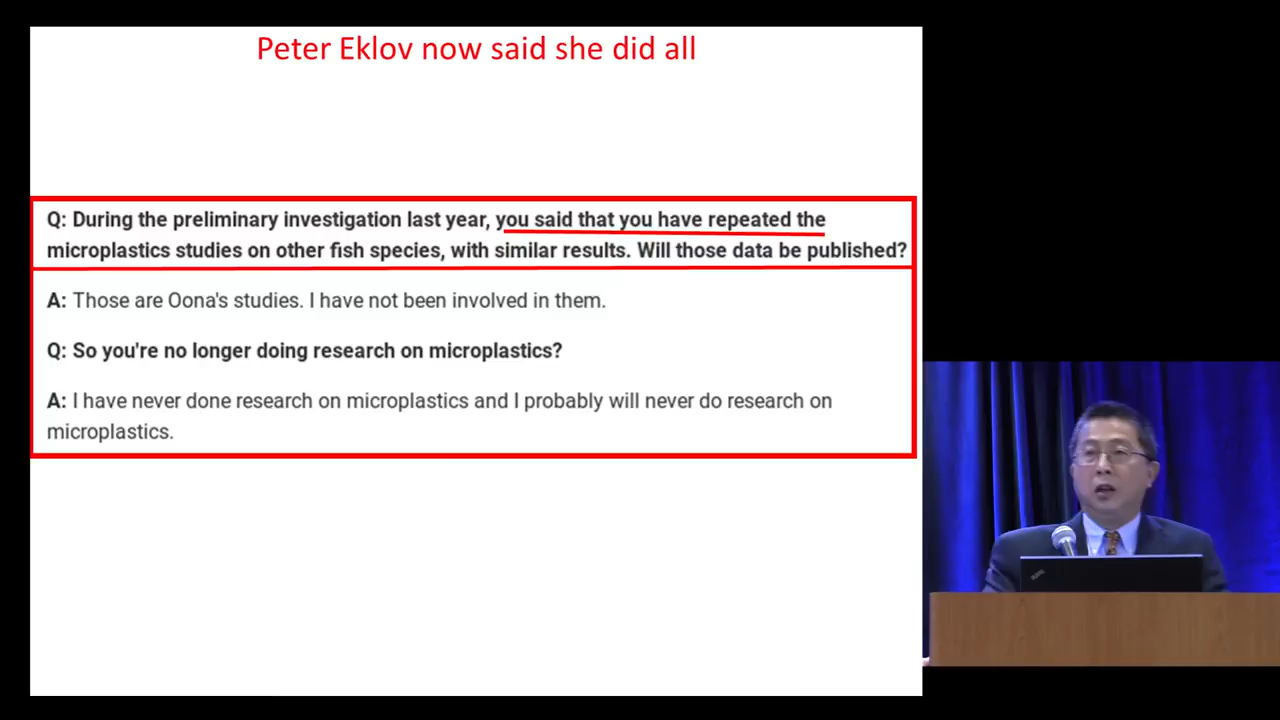 Peter Eklov now said she did all
Q: During the preliminary investigation last year, you said that you have repeated the
microplastics studies on other fish species, with similar results. Will those data be published?
A: Those are Oona's studies. I have not been involved in them.
Q: So you're no longer doing research on microplastics?
A: I have never done research on microplastics and I probably will never do research on
microplastics.